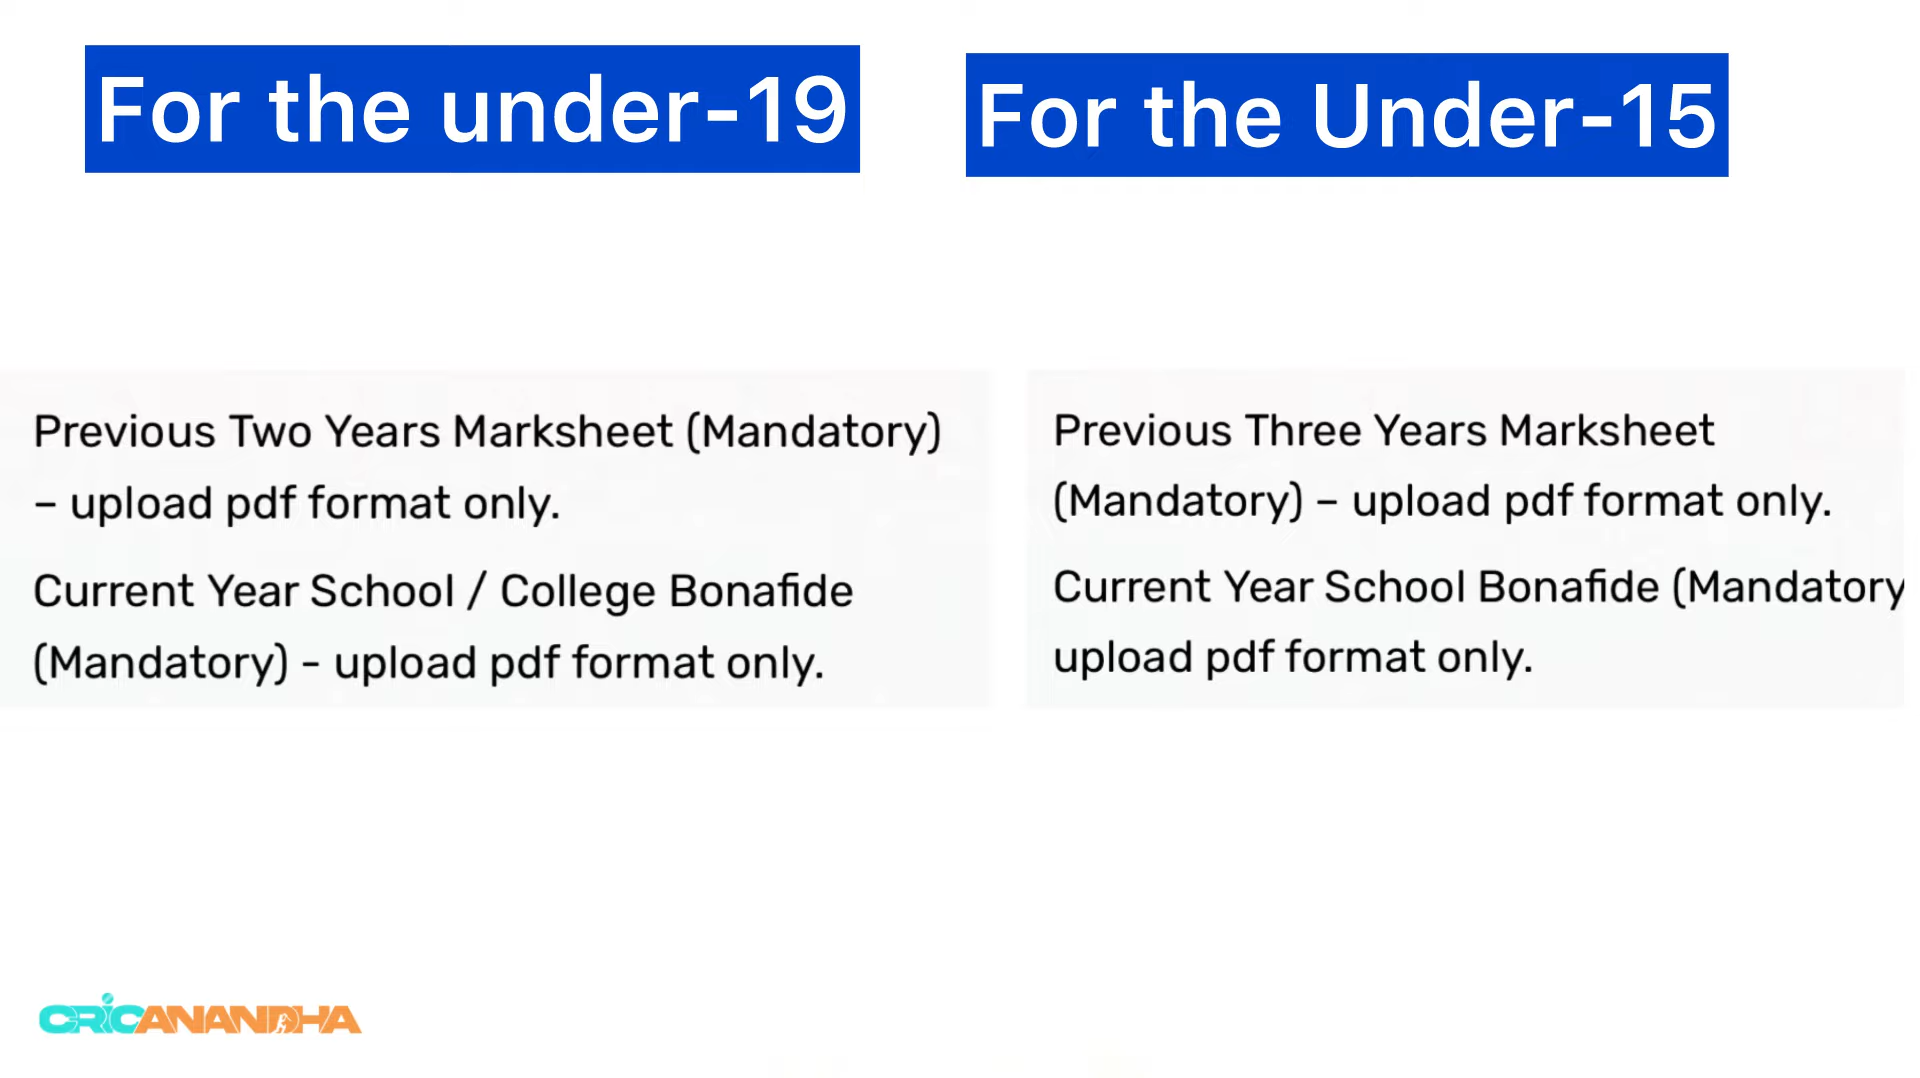 For the under-19
Previous Two Years Marksheet (Mandatory)
– upload pdf format only.
Current Year School / College Bonafide
(Mandatory) - upload pdf format only.
For the Under-15
Previous Three Years Marksheet
(Mandatory) – upload pdf format only.
Current Year School Bonafide (Mandatory
upload pdf format only.
CRICANANDHA